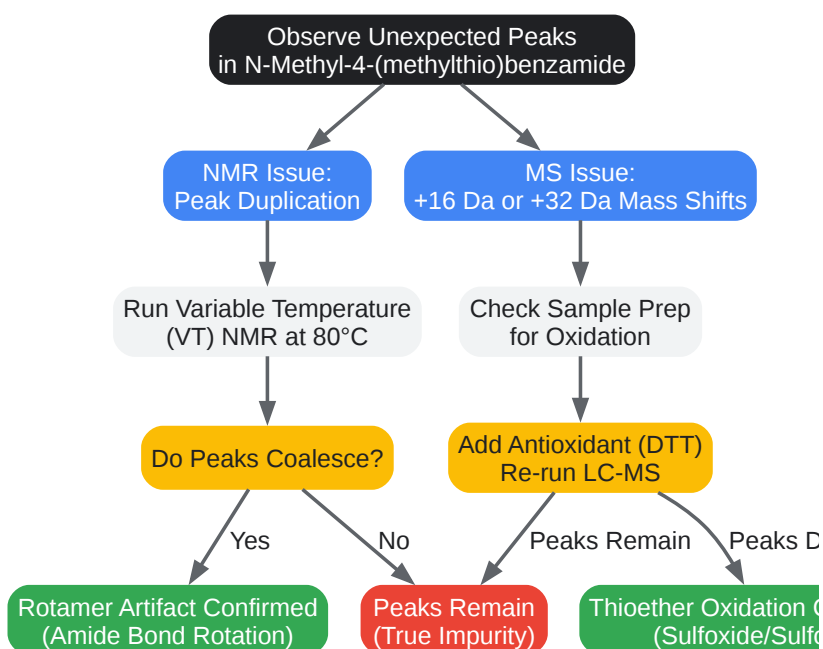 Observe Unexpected Peaks
in N-Methyl-4-(methylthio)benzamide
NMR Issue:
Peak Duplication
MS Issue:
+16 Da or +32 Da Mass Shifts
Run Variable Temperature
(VT) NMR at 80°C
Check Sample Prep
for Oxidation
Do Peaks Coalesce?
Add Antioxidant (DTT)
Re-run LC-MS
Yes
No
Peaks Remain
Peaks
Rotamer Artifact Confirmed
(Amide Bond Rotation)
Peaks Remain
(True Impurity)
Thioether Oxidation